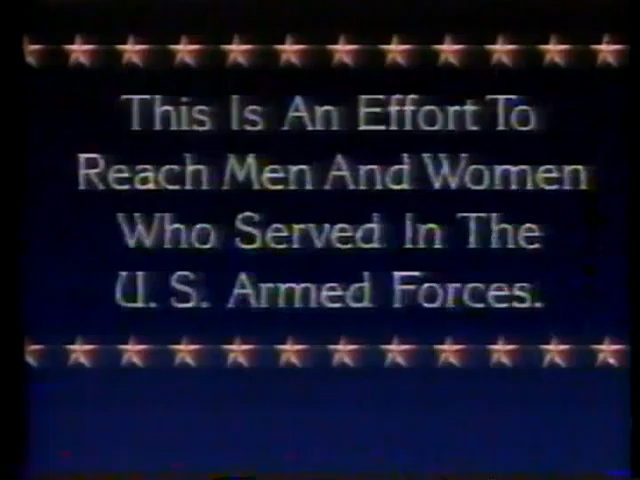 This Is An Effort To
Reach Men And Women
Who Served In The
U. S. Armed Forces.